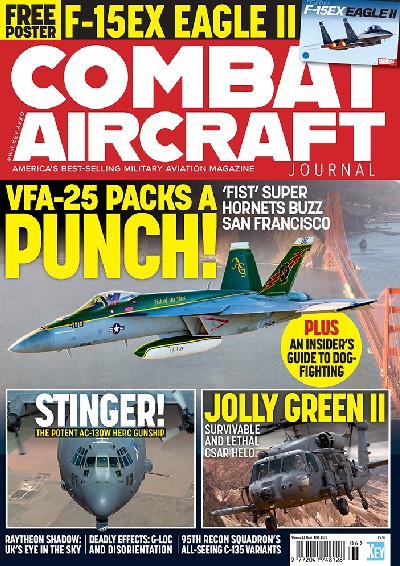 FREE
POSTER
F-15EX EAGLE II
F-15EX EAGLE II
COMBAT
AIRCRAFT
JOURNAL
AMERICA'S BEST-SELLING MILITARY AVIATION MAGAZINE
VFA-25 PACKS A
PUNCH!
'FIST' SUPER
HORNETS BUZZ
SAN FRANCISCO
PLUS
AN INSIDER'S
GUIDE TO DOG-
FIGHTING
STINGER!
THE POTENT AC-130W HERC GUNSHIP
JOLLY GREEN II
SURVIVABLE
AND LETHAL
CSAR HELO
RAYTHEON SHADOW:
UK'S EYE IN THE SKY
DEADLY EFFECTS: G-LOC
AND DISORIENTATION
95TH RECON SQUADRON'S
ALL-SEEING C-135 VARIANTS
KEY